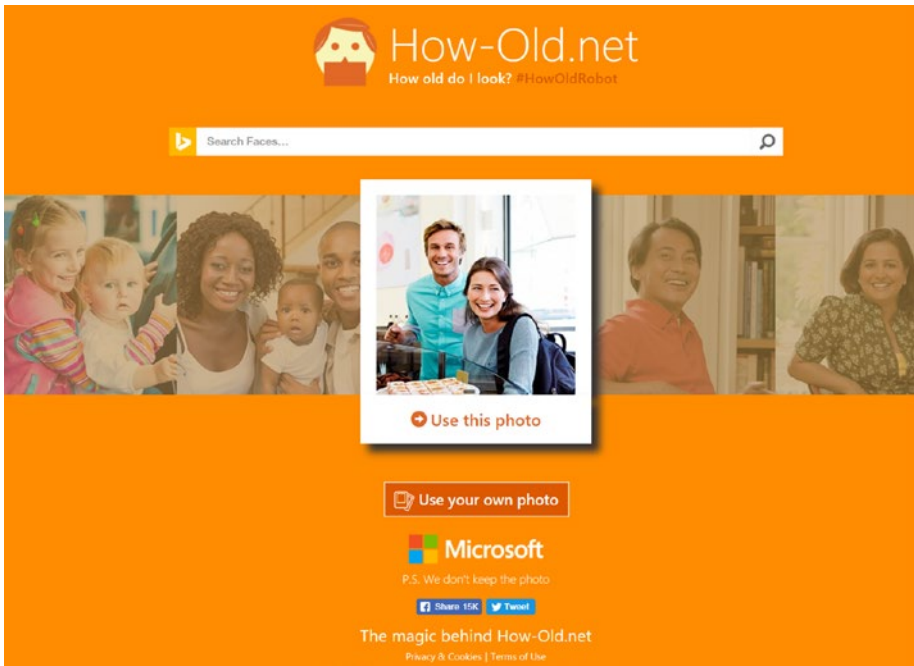 How-Old.net
How old do I look? #HowOldRobot
Search Faces...
Use this photo
Use your own photo
Microsoft
P.S. We don't keep the photo
Share 15K Tweet
The magic behind How-Old.net
Privacy & Cookies | Terms of Use